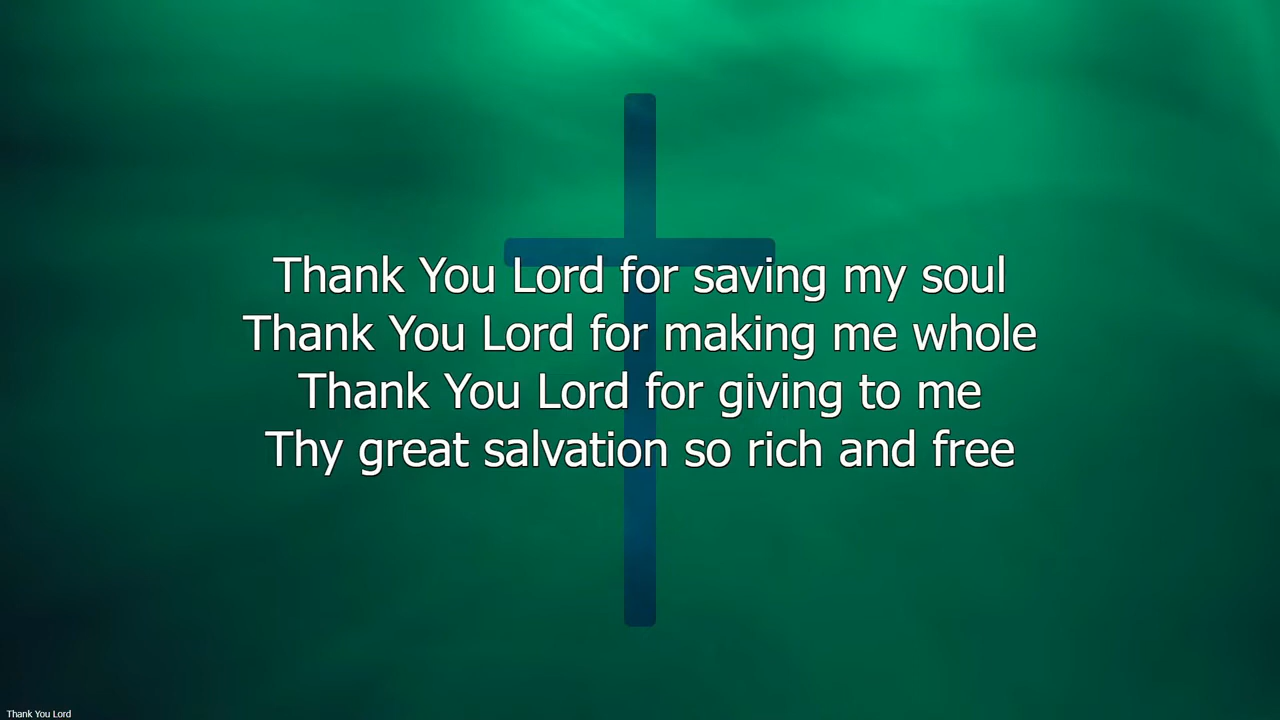 Thank You Lord for saving my soul
Thank You Lord for making me whole
Thank You Lord for giving to me
Thy great salvation so rich and free
Thank You Lord